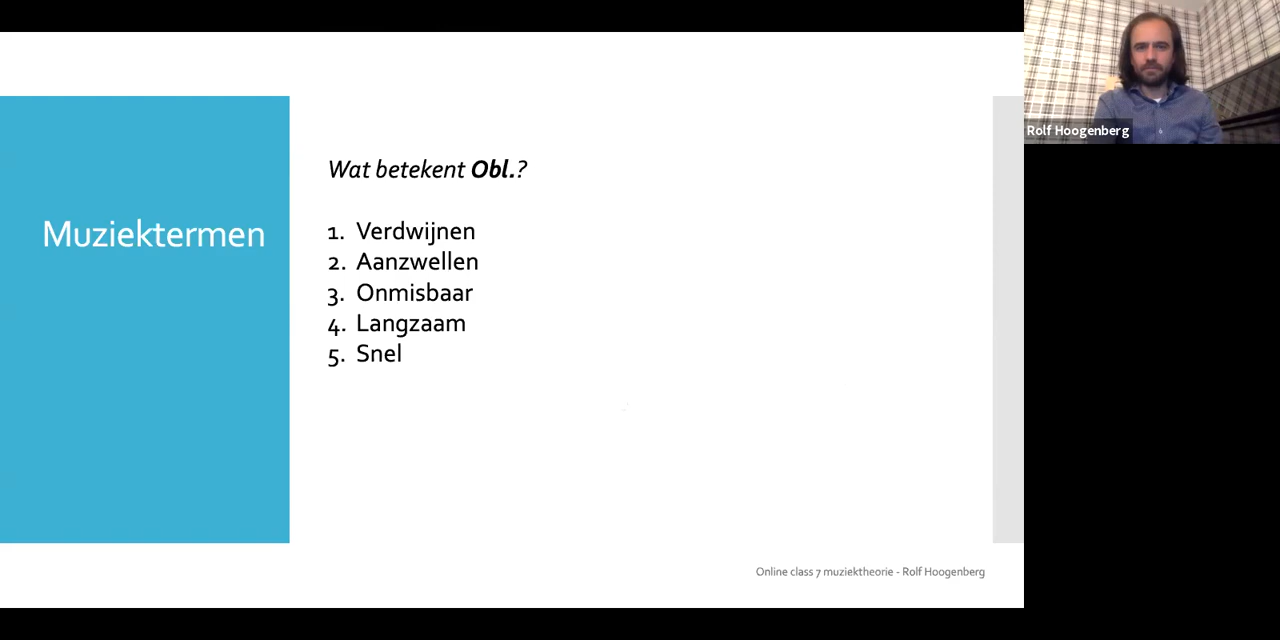 Muziektermen
Wat betekent Obl.?
1. Verdwijnen
2. Aanzwellen
3. Onmisbaar
4. Langzaam
5. Snel
Online class 7 muziektheorie - Rolf Hoogenberg
Rolf Hoogenberg